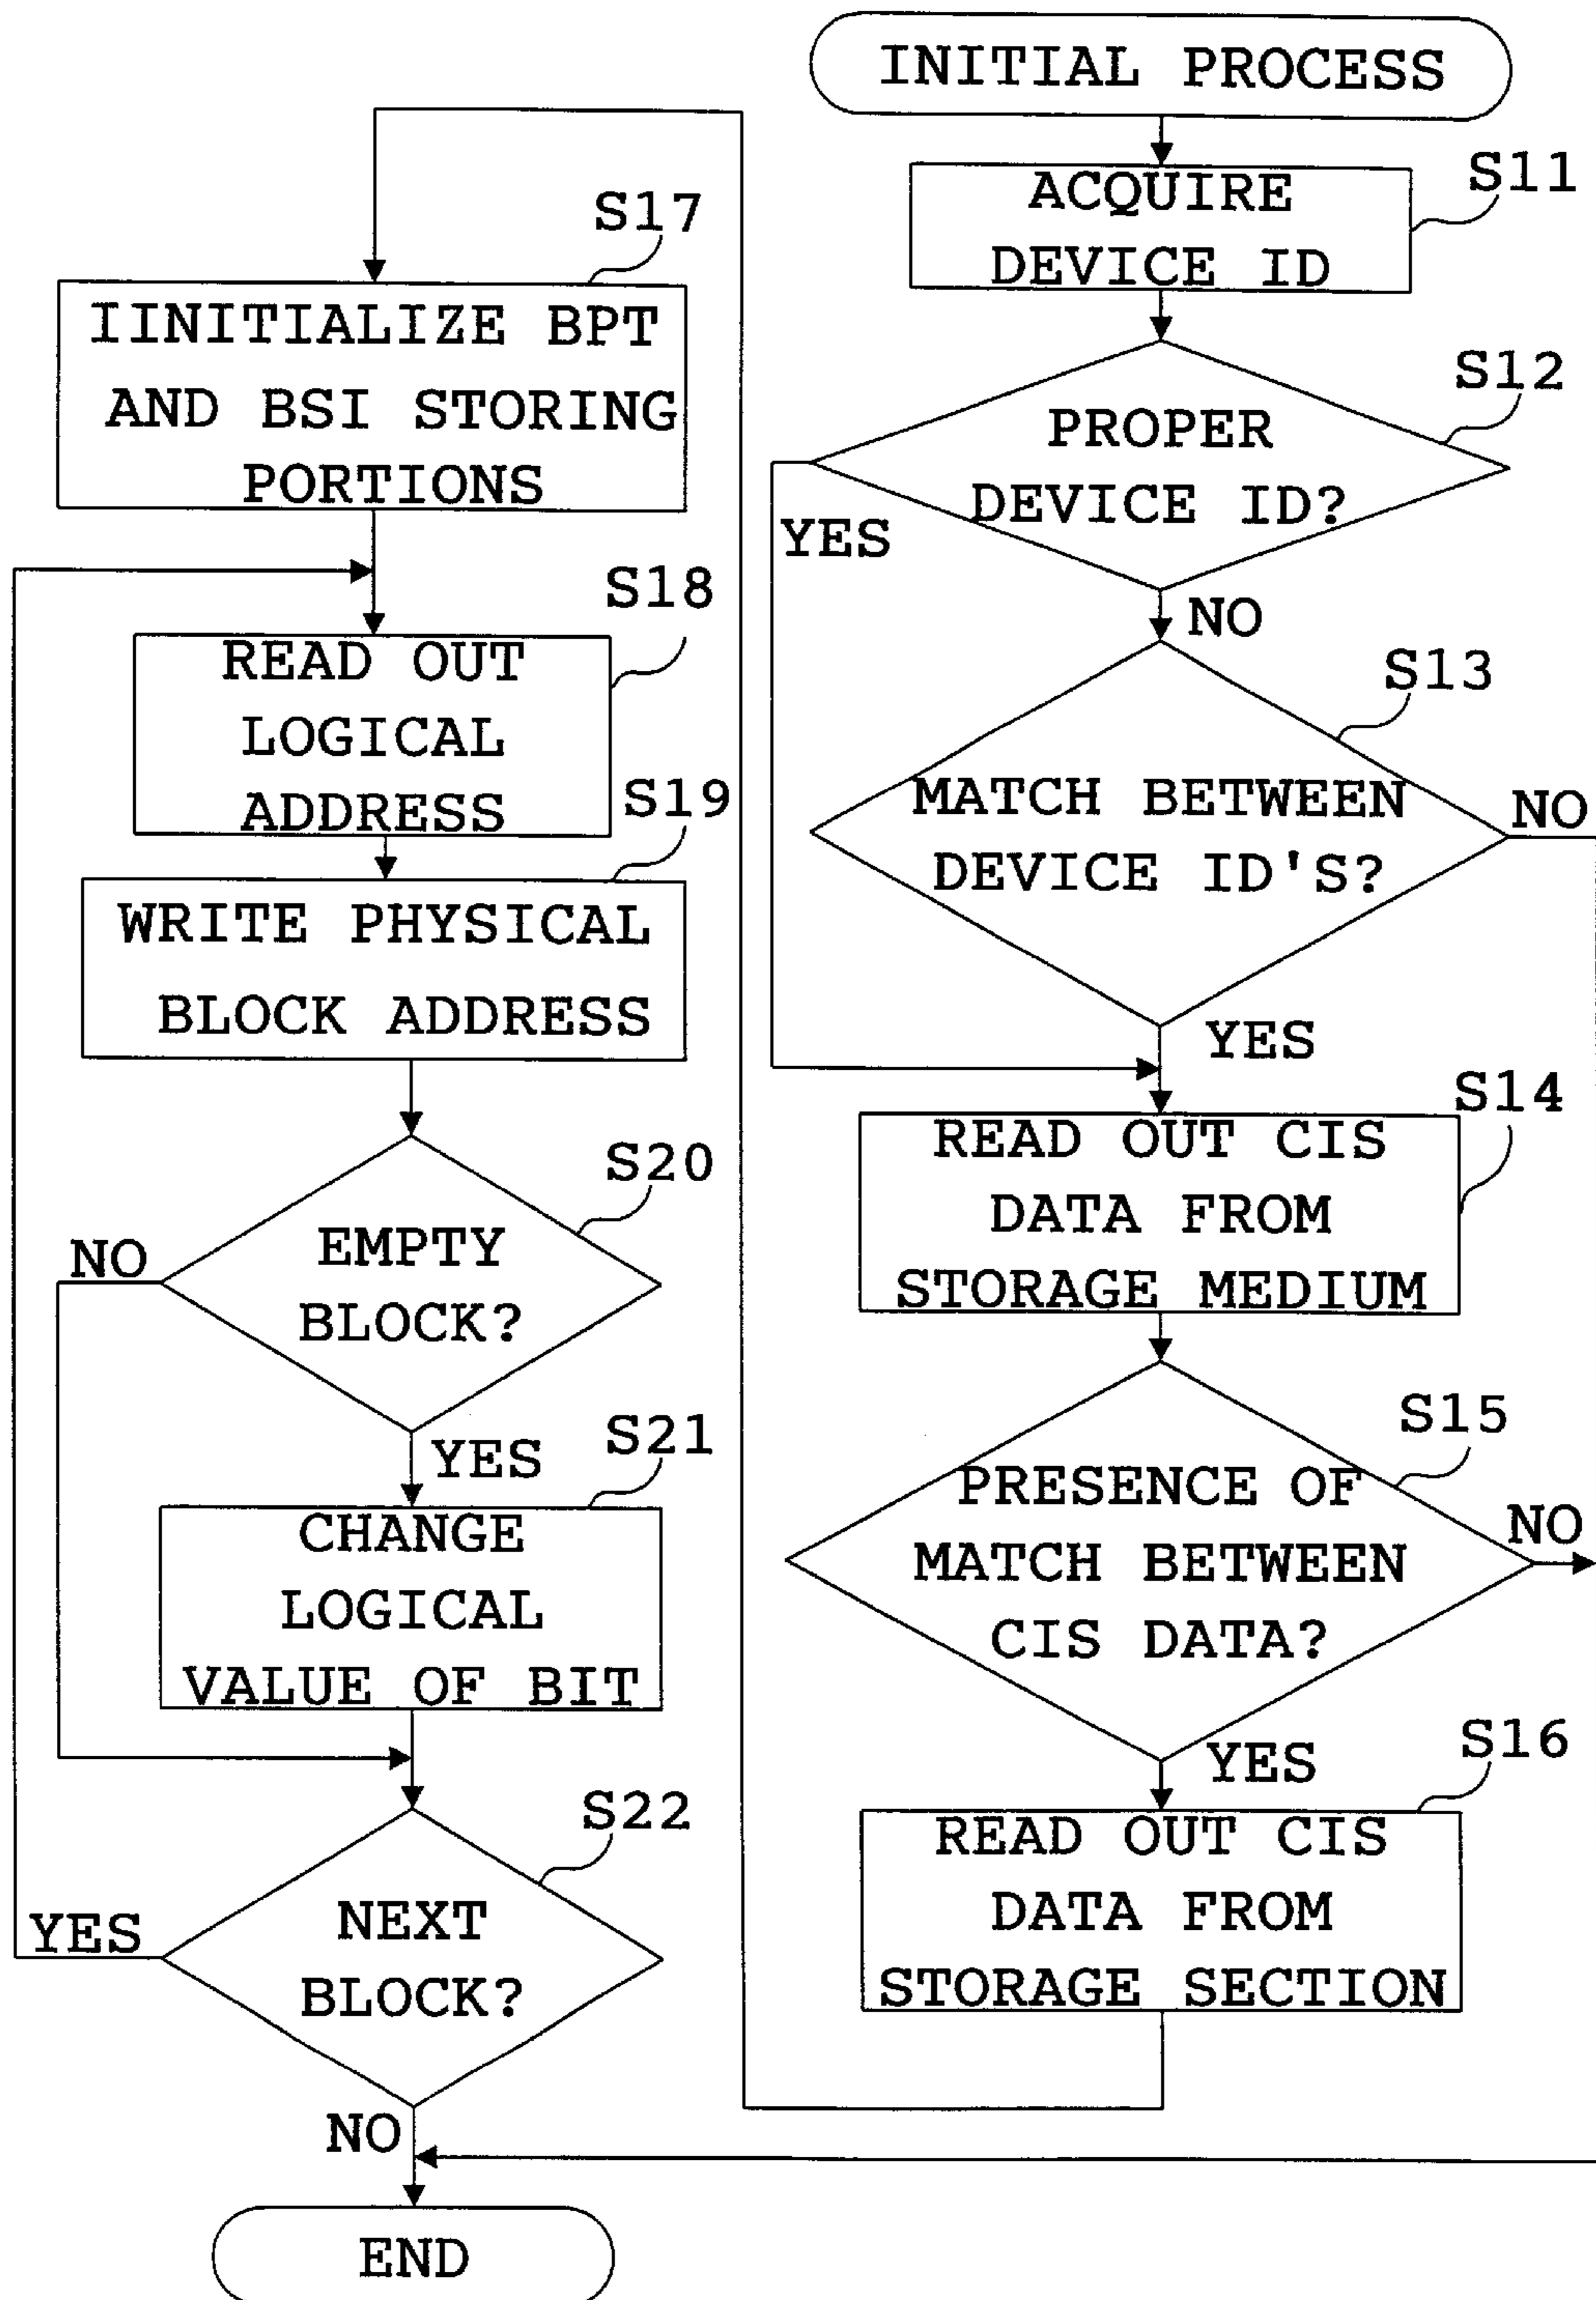 INITIAL PROCESS
S11
ACQUIRE
DEVICE ID
S12
PROPER
DEVICE ID?
YES
NO
S13
MATCH BETWEEN
DEVICE ID'S?
NO
YES
S14
READ OUT CIS
DATA FROM
STORAGE MEDIUM
S15
PRESENCE OF
MATCH BETWEEN
CIS DATA?
NO
YES
S16
READ OUT CIS
DATA FROM
STORAGE SECTION
S17
IINITIALIZE BPT
AND BSI STORING
PORTIONS
S18
READ OUT
LOGICAL
ADDRESS
S19
WRITE PHYSICAL
BLOCK ADDRESS
S20
EMPTY
BLOCK?
NO
YES
S21
CHANGE
LOGICAL
VALUE OF BIT
S22
NEXT
BLOCK?
YES
NO
END